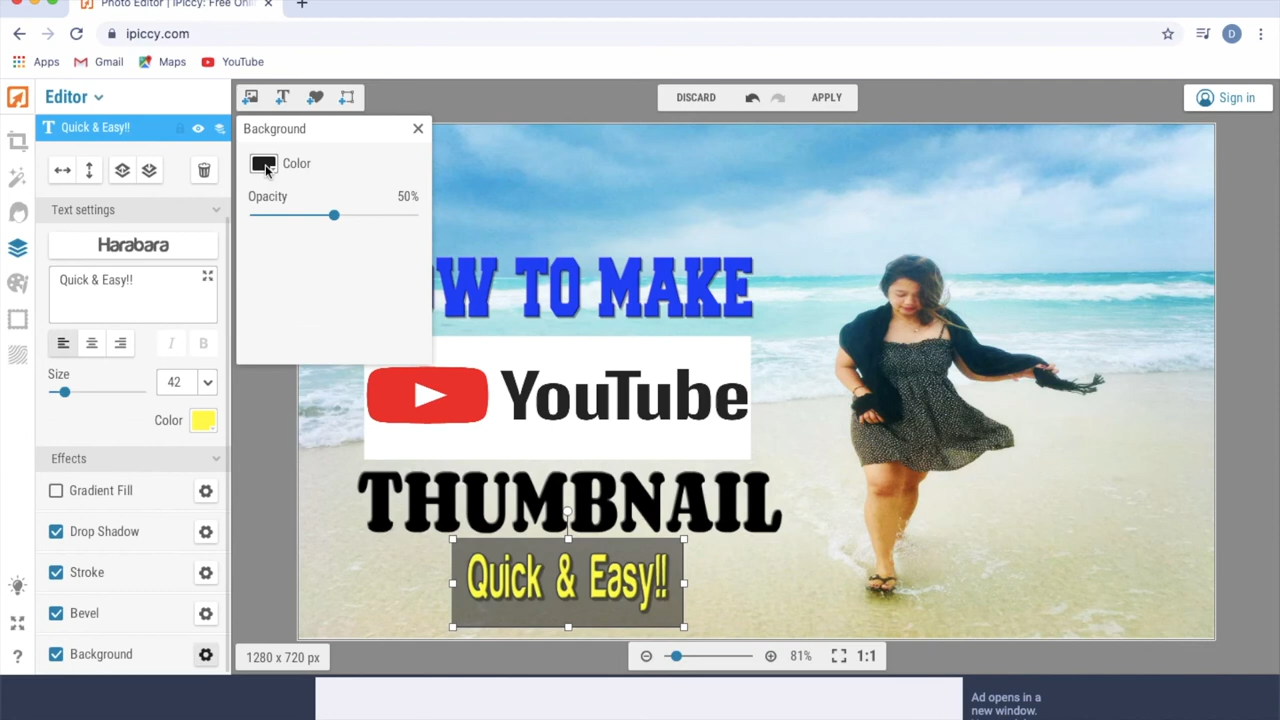 Photo Editor | iPiccy: Free Onli
ipiccy.com
D
Apps Gmail Maps YouTube
Editor
DISCARD APPLY
Sign in
T Quick & Easy!!
Background
Color
Opacity 50%
Text settings
Harabara
Quick & Easy!!
I B
Size
42
Color
Effects
Gradient Fill
Drop Shadow
Stroke
Bevel
Background
OW TO MAKE
YouTube
THUMBNAIL
Quick & Easy!!
1280 x 720 px
81% 1:1
?
Ad opens in a
new window.